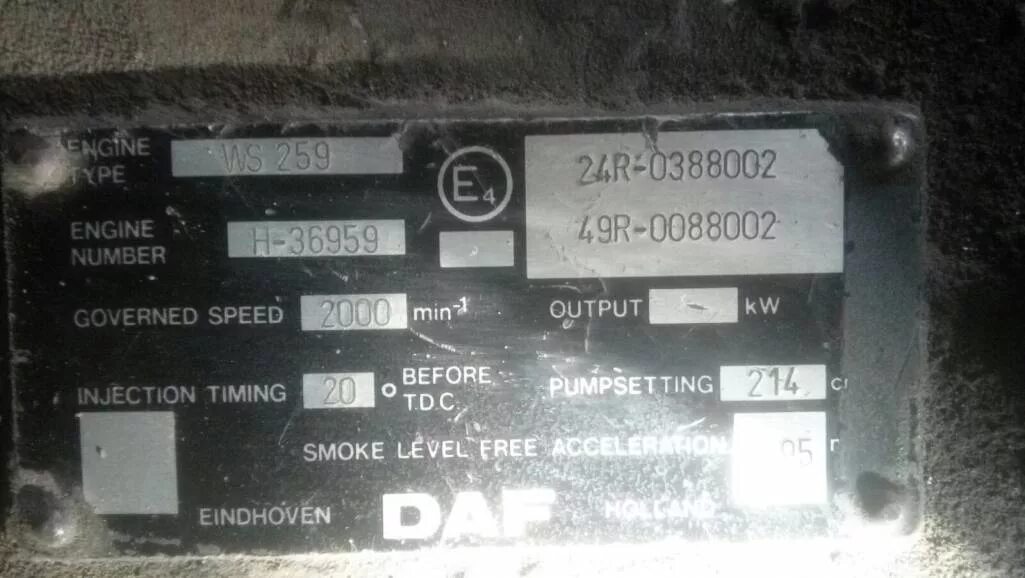 ENGINE TYPE WS 259
E4
24R-0388002
49R-0088002
ENGINE NUMBER H-36959
GOVERNED SPEED 2000 min-1
OUTPUT kW
INJECTION TIMING 20 ° BEFORE T.D.C.
PUMPSETTING 214
SMOKE LEVEL FREE ACCELERATION
EINDHOVEN DAF HOLLAND